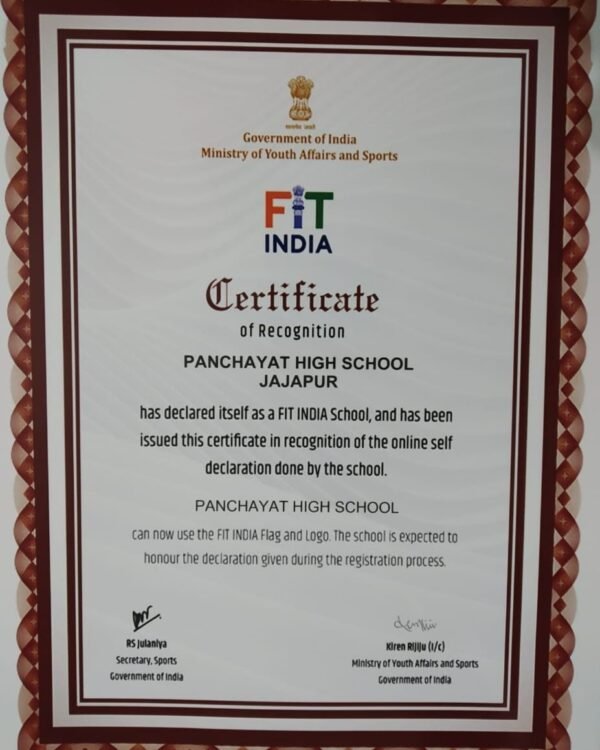 Government of India
Ministry of Youth Affairs and Sports
FIT
INDIA
Certificate
of Recognition
PANCHAYAT HIGH SCHOOL
JAJAPUR
has declared itself as a FIT INDIA School, and has been
issued this certificate in recognition of the online self
declaration done by the school.
PANCHAYAT HIGH SCHOOL
can now use the FIT INDIA Flag and Logo. The school is expected to
honour the declaration given during the registration process.
RS Julaniya
Secretary, Sports
Government of India
Kiren Rijiju (I/c)
Ministry of Youth Affairs and Sports
Government of India